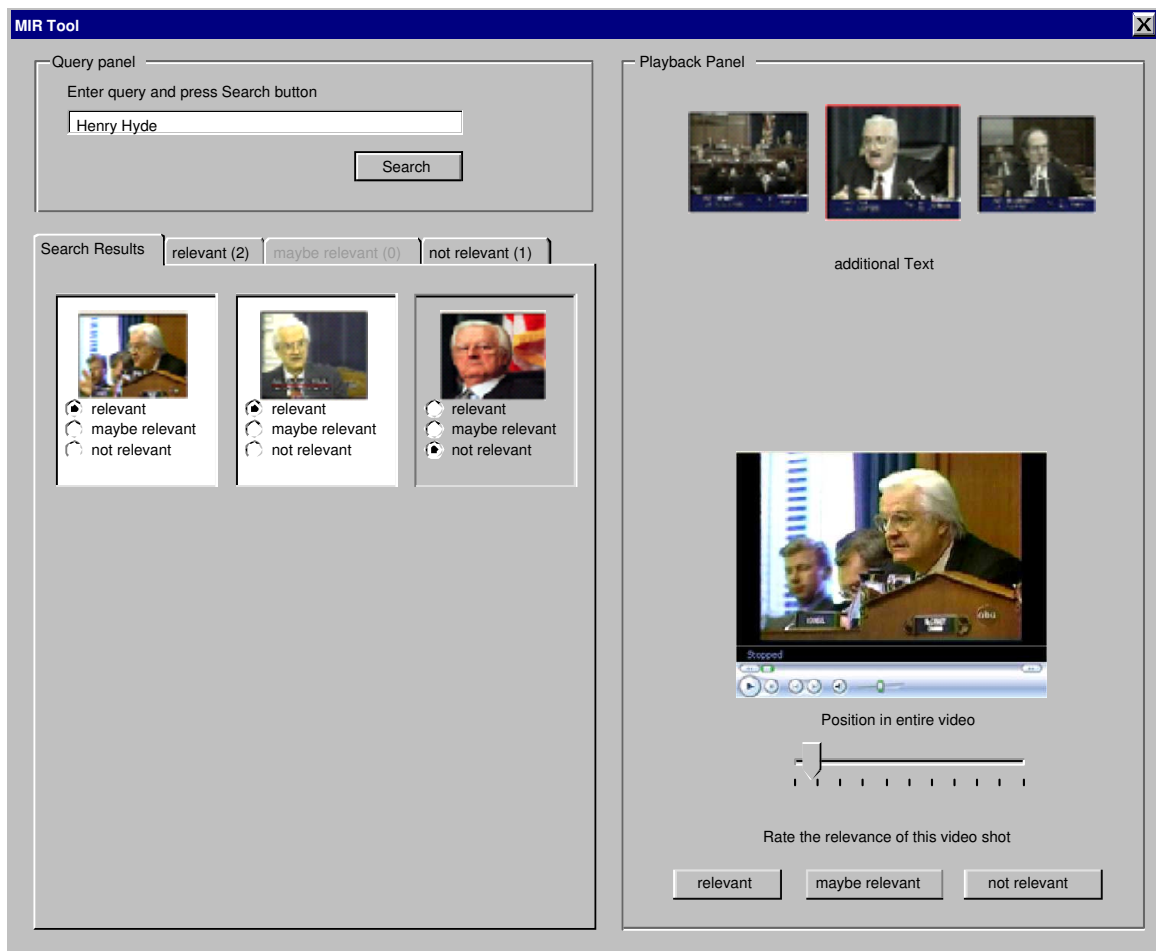 MIR Tool
Query panel
Enter query and press Search button
Henry Hyde
Search
Search Results
relevant (2)
maybe relevant (0)
not relevant (1)
relevant
maybe relevant
not relevant
relevant
maybe relevant
not relevant
relevant
maybe relevant
not relevant
Playback Panel
additional Text
Stopped
Position in entire video
Rate the relevance of this video shot
relevant
maybe relevant
not relevant